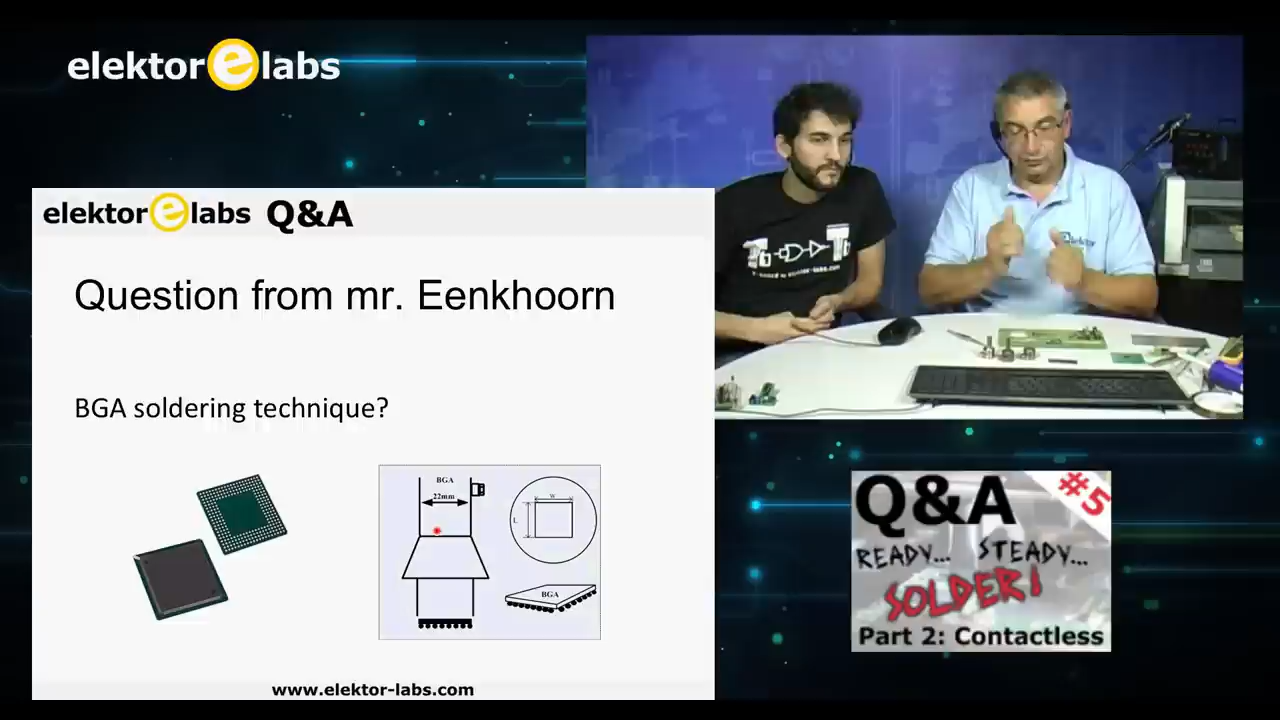 elektor e labs
elektor e labs Q&A
Question from mr. Eenkhoorn
BGA soldering technique?
BGA
22mm
W
L
BGA
www.elektor-labs.com
Elektor
Q&A
#5
READY... STEADY...
SOLDER!
Part 2: Contactless